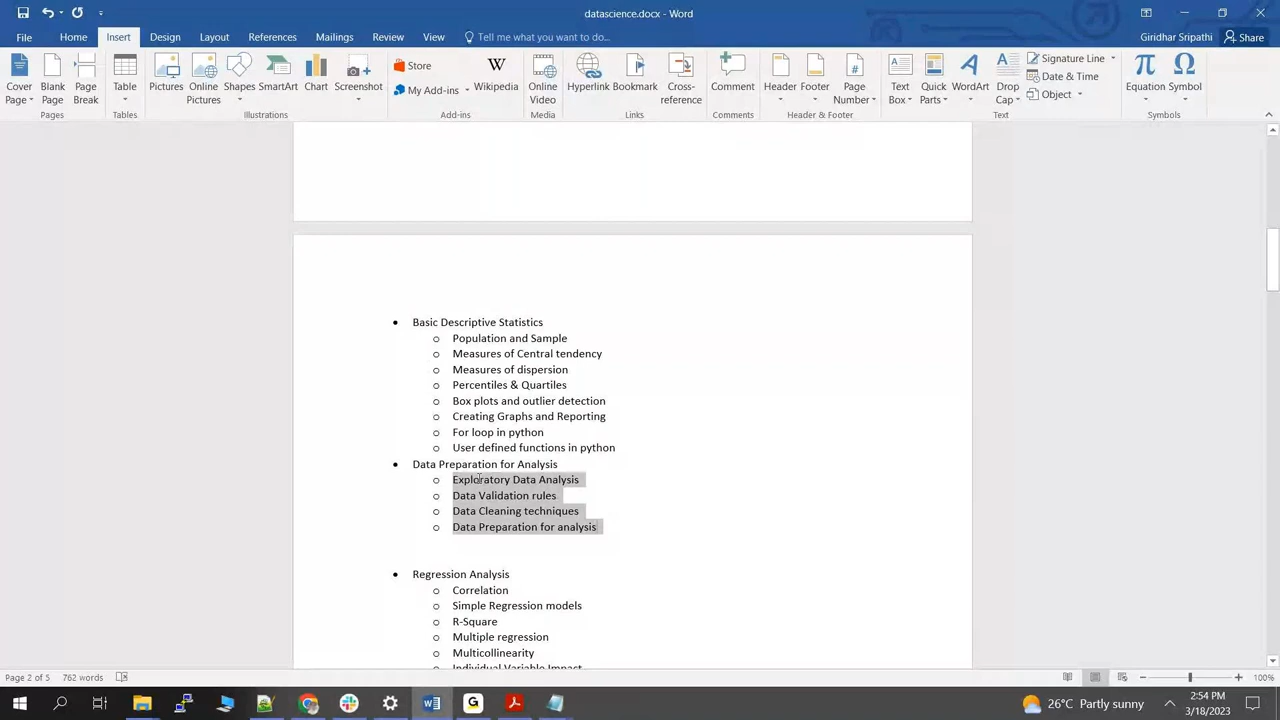 datascience.docx - Word
File Home Insert Design Layout References Mailings Review View Tell me what you want to do... Giridhar Sripathi Share
Cover Page Blank Page Page Break Table Pictures Online Pictures Shapes SmartArt Chart Screenshot Store My Add-ins Wikipedia Online Video Hyperlink Bookmark Cross-reference Comment Header Footer Page Number Text Box Quick Parts WordArt Drop Cap Signature Line Date & Time Object Equation Symbol
Pages Tables Illustrations Add-ins Media Links Comments Header & Footer Text Symbols
• Basic Descriptive Statistics
o Population and Sample
o Measures of Central tendency
o Measures of dispersion
o Percentiles & Quartiles
o Box plots and outlier detection
o Creating Graphs and Reporting
o For loop in python
o User defined functions in python
• Data Preparation for Analysis
o Exploratory Data Analysis
o Data Validation rules
o Data Cleaning techniques
o Data Preparation for analysis
• Regression Analysis
o Correlation
o Simple Regression models
o R-Square
o Multiple regression
o Multicollinearity
o Individual Variable Impact
Page 2 of 5 762 words 100%
26°C Partly sunny 2:54 PM
3/18/2023